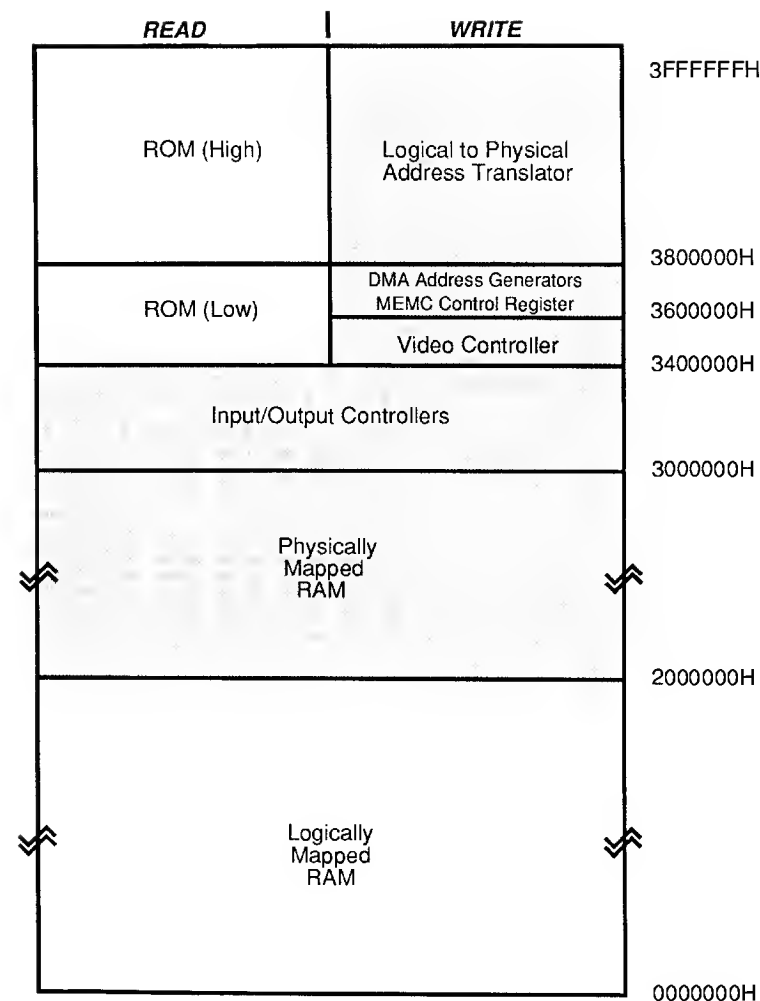 READ
WRITE
3FFFFFFH
ROM (High)
Logical to Physical
Address Translator
3800000H
DMA Address Generators
MEMC Control Register
ROM (Low)
3600000H
Video Controller
3400000H
Input/Output Controllers
3000000H
Physically
Mapped
RAM
2000000H
Logically
Mapped
RAM
0000000H